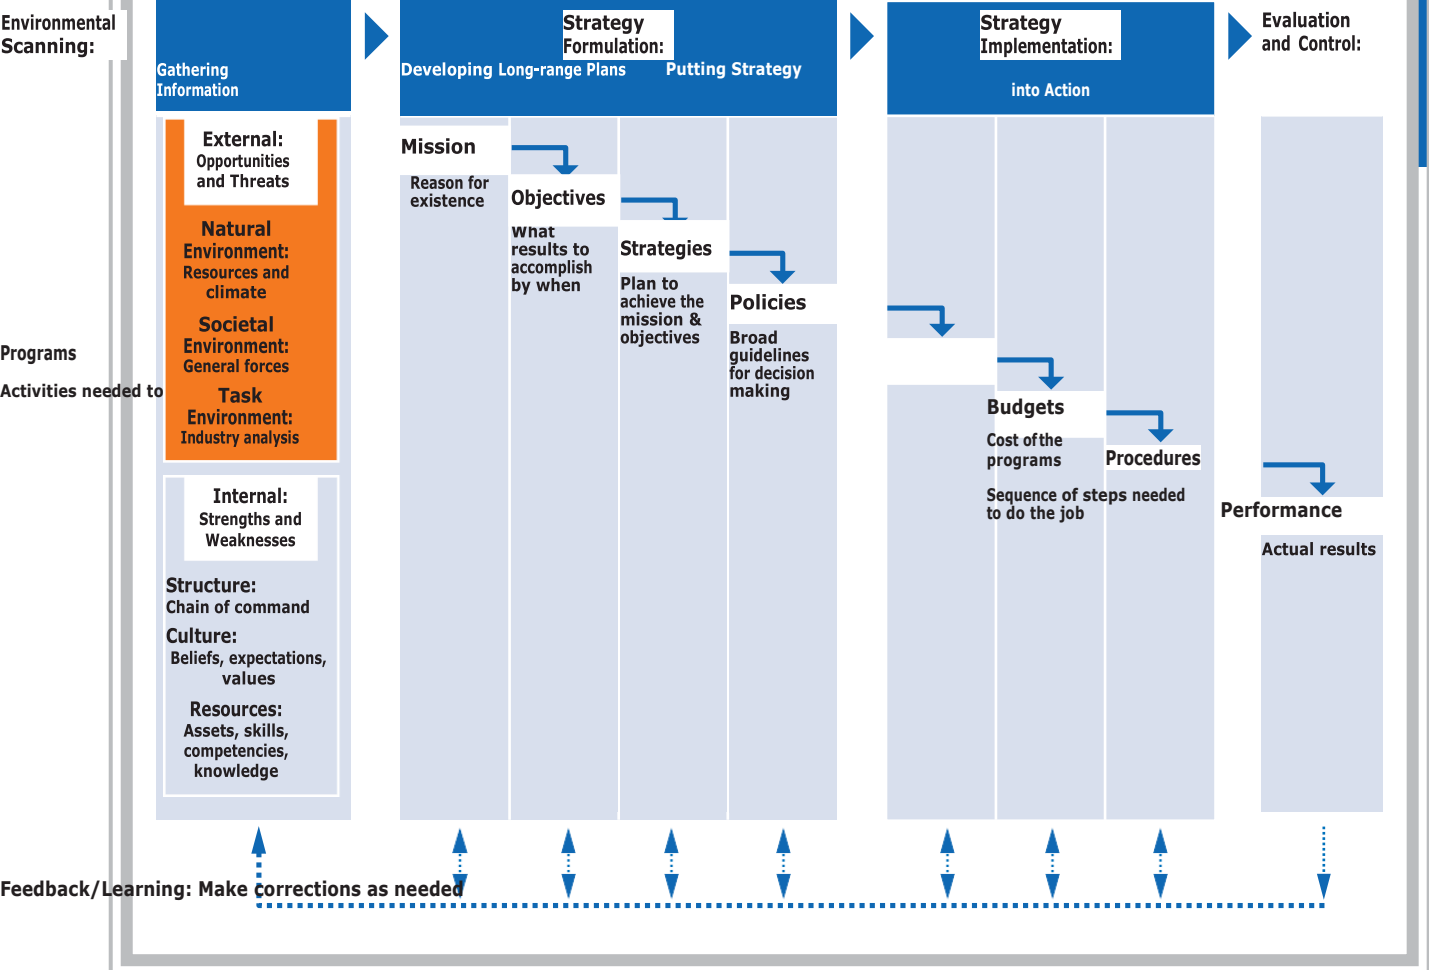 Environmental
Scanning:
Gathering
Information
Strategy
Formulation:
Developing Long-range Plans
Putting Strategy
Strategy
Implementation:
into Action
Evaluation
and Control:
External:
Opportunities
and Threats
Natural
Environment:
Resources and
climate
Societal
Environment:
General forces
Task
Environment:
Industry analysis
Internal:
Strengths and
Weaknesses
Structure:
Chain of command
Culture:
Beliefs, expectations,
values
Resources:
Assets, skills,
competencies,
knowledge
Mission
Reason for
existence
Objectives
What
results to
accomplish
by when
Strategies
Plan to
achieve the
mission &
objectives
Policies
Broad
guidelines
for decision
making
Programs
Activities needed to
Budgets
Cost of the
programs
Procedures
Sequence of steps needed
to do the job
Performance
Actual results
Feedback/Learning: Make corrections as needed